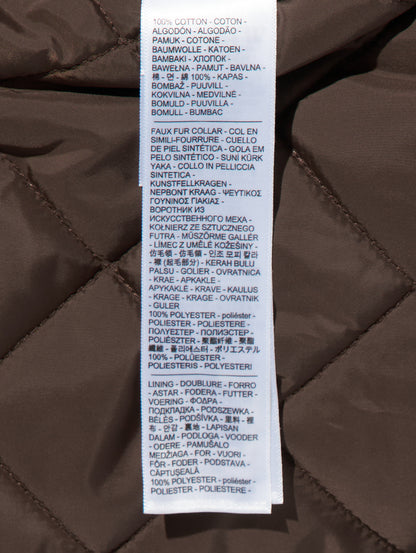 100% COTTON - COTON -
ALGODÓN - ALGODÃO -
PAMUK - COTONE -
BAUMWOLLE - KATOEN -
ΒΑΜΒΑΚΙ - ХЛОПОК -
BAWEŁNA - PAMUT - BAVLNA -
棉 - 면 - 綿 100% - KAPAS -
BOMBAŽ - PUUVILL -
KOKVILNA - MEDVILNĖ -
BOMULD - PUUVILLA -
BOMULL - BUMBAC
FAUX FUR COLLAR - COL EN
SIMILI-FOURRURE - CUELLO
DE PIEL SINTÉTICA - GOLA EM
PELO SINTÉTICO - SUNİ KÜRK
YAKA - COLLO IN PELLICCIA
SINTETICA -
KUNSTFELLKRAGEN -
NEPBONT KRAAG - ΨΕΥΤΙΚΟΣ
ΓΟΥΝΙΝΟΣ ΓΙΑΚΑΣ -
ВОРОТНИК ИЗ
ИСКУССТВЕННОГО МЕХА -
KOŁNIERZ ZE SZTUCZNEGO
FUTRA - MŰSZŐRME GALLÉR
- LÍMEC Z UMĚLÉ KOŽEŠINY -
仿毛領 - 仿毛领 - 인조 모피 칼라
- 襟 (起毛部分) - KERAH BULU
PALSU - GOLIER - OVRATNICA
- KRAE - APKAKLE -
APYKAKLĖ - KRAVE - KAULUS
- KRAGE - KRAGE - OVRATNIK
- GULER
100% POLYESTER - poliéster -
POLIESTER - POLIESTERE -
ПОЛИЭСТЕР - POLIESTER -
POLIÉSZTER - 聚酯纖維 - 聚酯
纤维 - 폴리에스터 - ポリエステル
100% - POLÜESTER -
POLIESTERIS - POLYESTERI
LINING - DOUBLURE - FORRO
- ASTAR - FODERA - FUTTER -
VOERING - ΦΟΔΡΑ -
ПОДКЛАДКА - PODSZEWKA -
BÉLÉS - PODŠÍVKA - 里料 - 裡
布 - 안감 - 裏地 - LAPISAN
DALAM - PODLOGA - VOODER
- ODERE - PAMUŠALO
MEDŽIAGA - FOR - VUORI -
FÔR - FODER - PODSTAVA -
CĂPTUŞEALĂ
100% POLYESTER - poliéster -
POLIESTER - POLIESTERE -